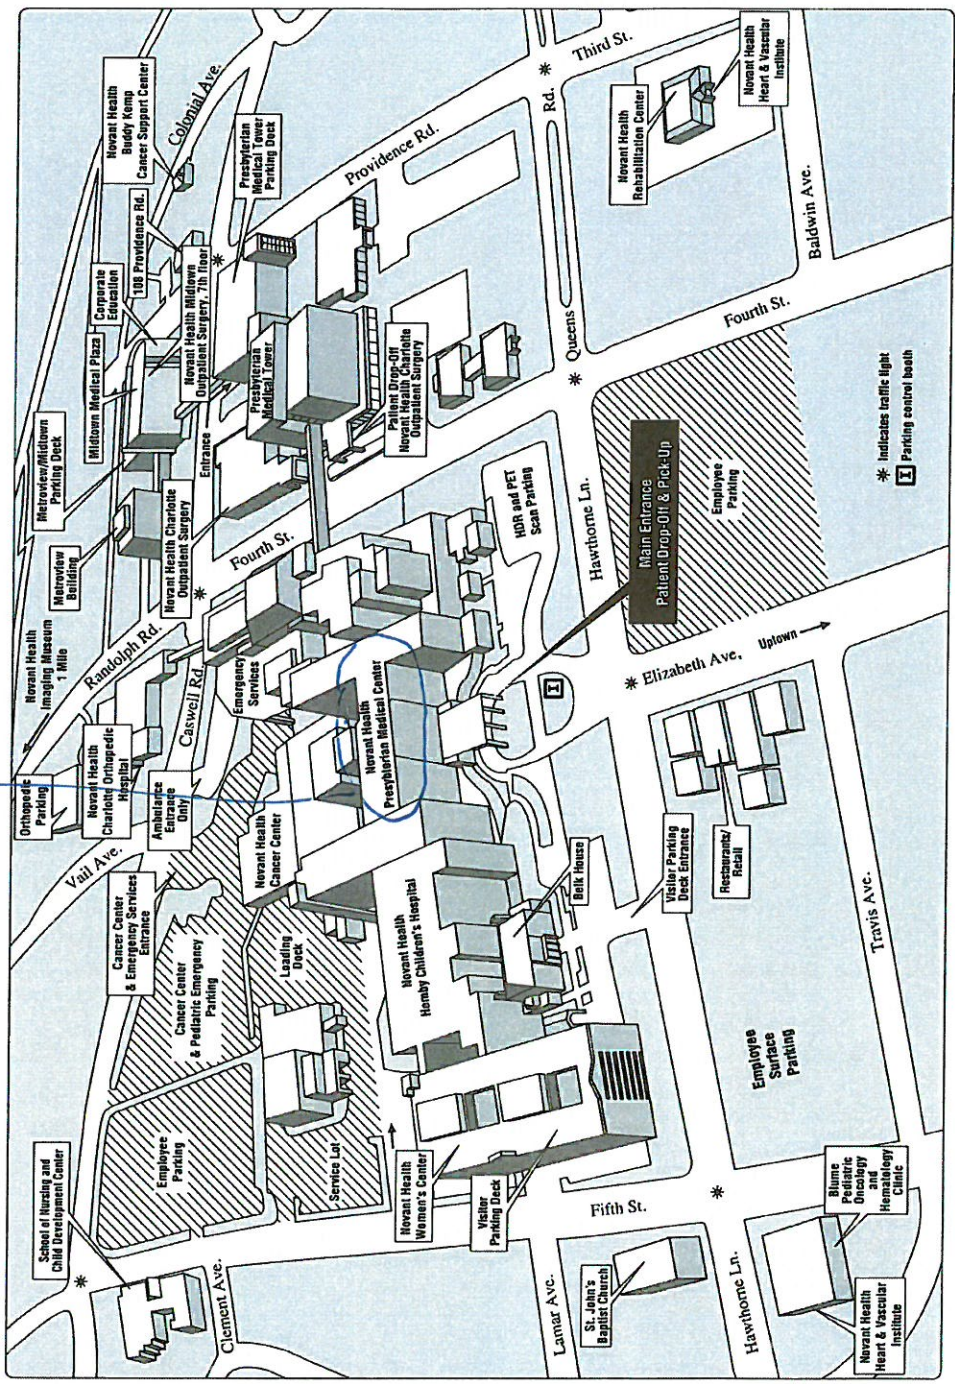 School of Nursing and
Child Development Center
Clement Ave.
Employee
Parking
Service Lot
Cancer Center
& Pediatric Emergency
Parking
Cancer Center
& Emergency Services
Entrance
Loading
Dock
Vail Ave.
Orthopedic
Parking
Novant Health
Charlotte Orthopedic
Hospital
Ambulance
Entrance
Only
Novant Health
Cancer Center
Novant Health
Imaging Museum
1 Mile
Randolph Rd.
Caswell Rd.
Emergency
Services
Metroview
Building
Metroview/Midtown
Parking Deck
Midtown Medical Plaza
Corporate
Education
108 Providence Rd.
Novant Health
Buddy Kemp
Cancer Support Center
Colonial Ave.
Novant Health Midtown
Outpatient Surgery, 7th floor
Entrance
Novant Health Charlotte
Outpatient Surgery
Presbyterian
Medical Tower
Parking Deck
Presbyterian
Medical Tower
Providence Rd.
Patient Drop-Off
Novant Health Charlotte
Outpatient Surgery
Fourth St.
Novant Health
Presbyterian Medical Center
Novant Health
Hemby Children's Hospital
Novant Health
Women's Center
Visitor
Parking Deck
Belk House
HDR and PET
Scan Parking
Queens
Rd.
Third St.
Novant Health
Rehabilitation Center
Novant Health
Heart & Vascular
Institute
Baldwin Ave.
Fourth St.
Hawthorne Ln.
Main Entrance
Patient Drop-Off & Pick-Up
Employee
Parking
I
Elizabeth Ave.
Uptown
Visitor Parking
Deck Entrance
Restaurants/
Retail
Travis Ave.
Employee
Surface
Parking
Fifth St.
Lamar Ave.
St. John's
Baptist Church
Hawthorne Ln.
Blume
Pediatric
Oncology
and
Hematology
Clinic
Novant Health
Heart & Vascular
Institute
Indicates traffic light
I Parking control booth